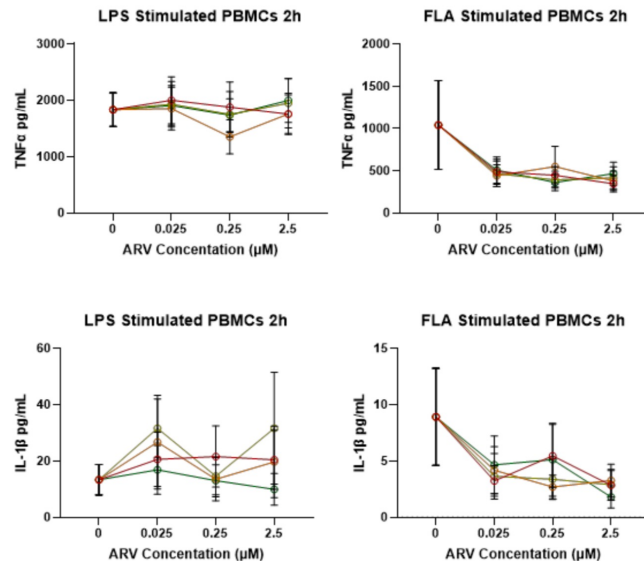 LPS Stimulated PBMCs 2h
TNFα pg/mL
3000
2000
1000
0
0 0.025 0.25 2.5
ARV Concentation (µM)
FLA Stimulated PBMCs 2h
TNFα pg/mL
2000
1500
1000
500
0
0 0.025 0.25 2.5
ARV Concentation (µM)
LPS Stimulated PBMCs 2h
IL-1β pg/mL
60
40
20
0
0 0.025 0.25 2.5
ARV Concentation (µM)
FLA Stimulated PBMCs 2h
IL-1β pg/mL
15
10
5
0
0 0.025 0.25 2.5
ARV Concentation (µM)